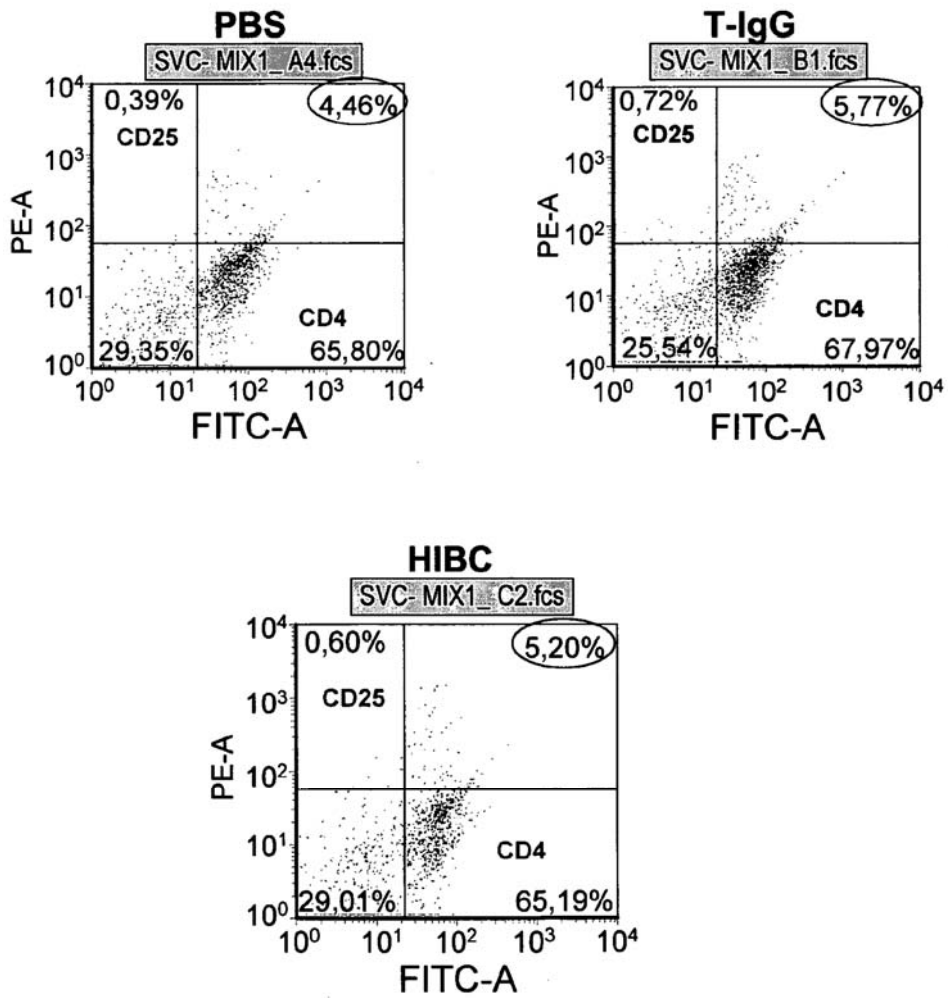 PBS
SVC- MIX1_A4.fcs
10⁴
0,39%
4,46%
CD25
10³
PE-A
10²
10¹
CD4
29,35%
65,80%
10⁰
10⁰ 10¹ 10² 10³ 10⁴
FITC-A
T-IgG
SVC- MIX1_B1.fcs
10⁴
0,72%
5,77%
CD25
10³
PE-A
10²
10¹
CD4
25,54%
67,97%
10⁰
10⁰ 10¹ 10² 10³ 10⁴
FITC-A
HIBC
SVC- MIX1_C2.fcs
10⁴
0,60%
5,20%
CD25
10³
PE-A
10²
10¹
CD4
29,01%
65,19%
10⁰
10⁰ 10¹ 10² 10³ 10⁴
FITC-A